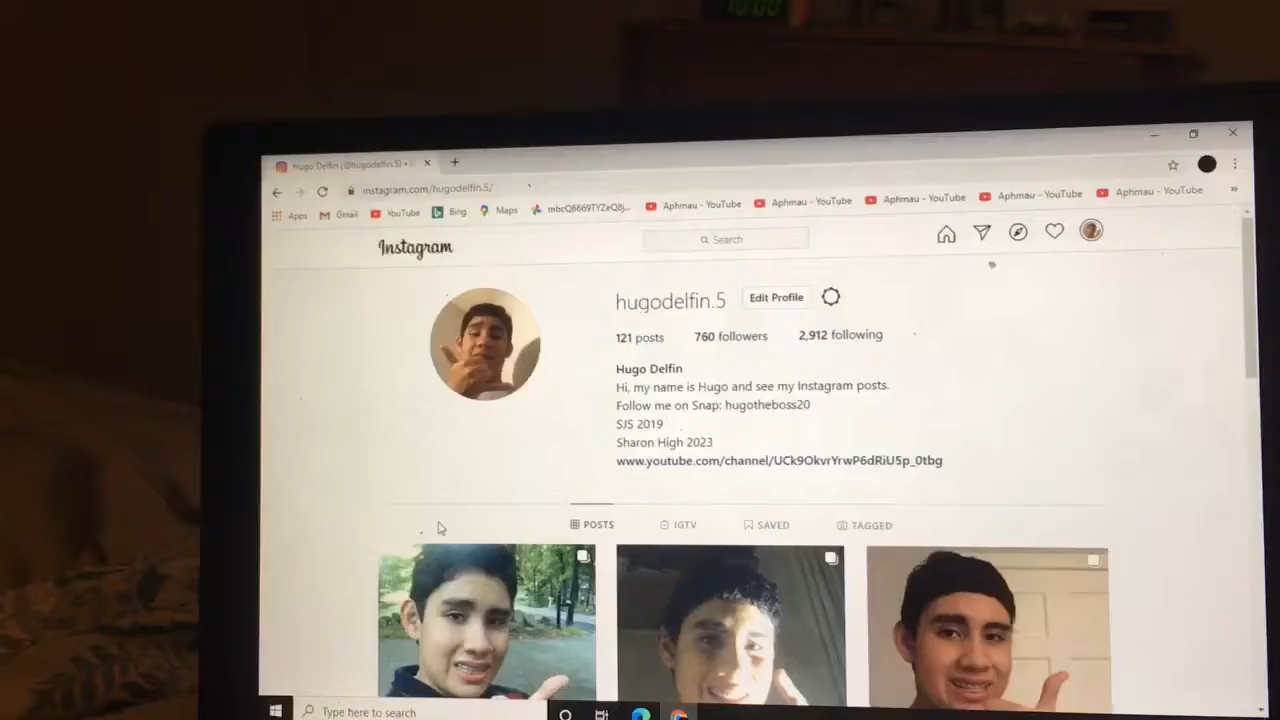 10:00
Hugo Delfin (@hugodelfin.5) •
instagram.com/hugodelfin.5/
Apps Gmail YouTube Bing Maps mbcQ6669TYZeQ8j... Aphmau - YouTube Aphmau - YouTube Aphmau - YouTube Aphmau - YouTube Aphmau - YouTube
Instagram Search
hugodelfin.5 Edit Profile
121 posts 760 followers 2,912 following
Hugo Delfin
Hi, my name is Hugo and see my Instagram posts.
Follow me on Snap: hugotheboss20
SJS 2019
Sharon High 2023
www.youtube.com/channel/UCk9OkvrYrwP6dRiU5p_0tbg
POSTS IGTV SAVED TAGGED
Type here to search